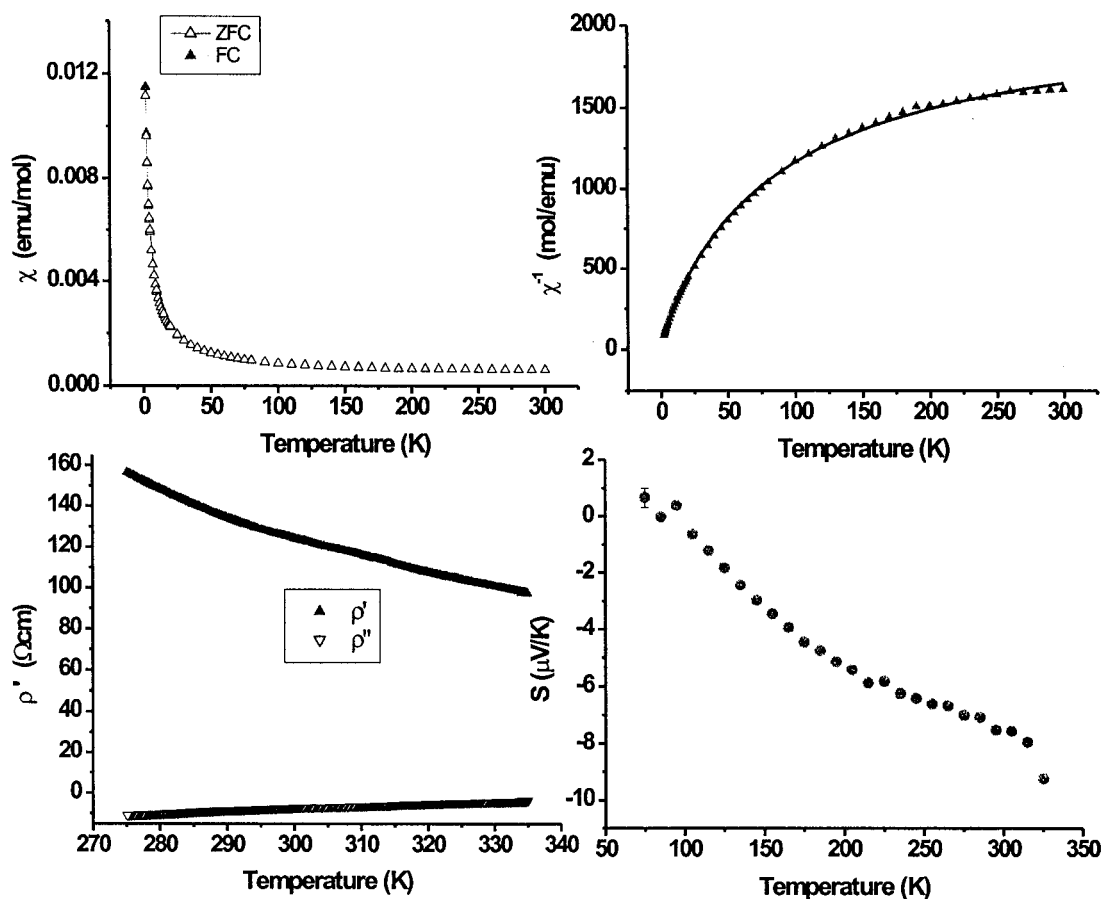 ZFC
FC
χ (emu/mol)
0.012
0.008
0.004
0.000
0 50 100 150 200 250 300
Temperature (K)
χ⁻¹ (mol/emu)
2000
1500
1000
500
0
0 50 100 150 200 250 300
Temperature (K)
ρ' (Ωcm)
160
140
120
100
80
60
40
20
0
ρ'
ρ"
270 280 290 300 310 320 330 340
Temperature (K)
S (μV/K)
2
0
-2
-4
-6
-8
-10
50 100 150 200 250 300 350
Temperature (K)